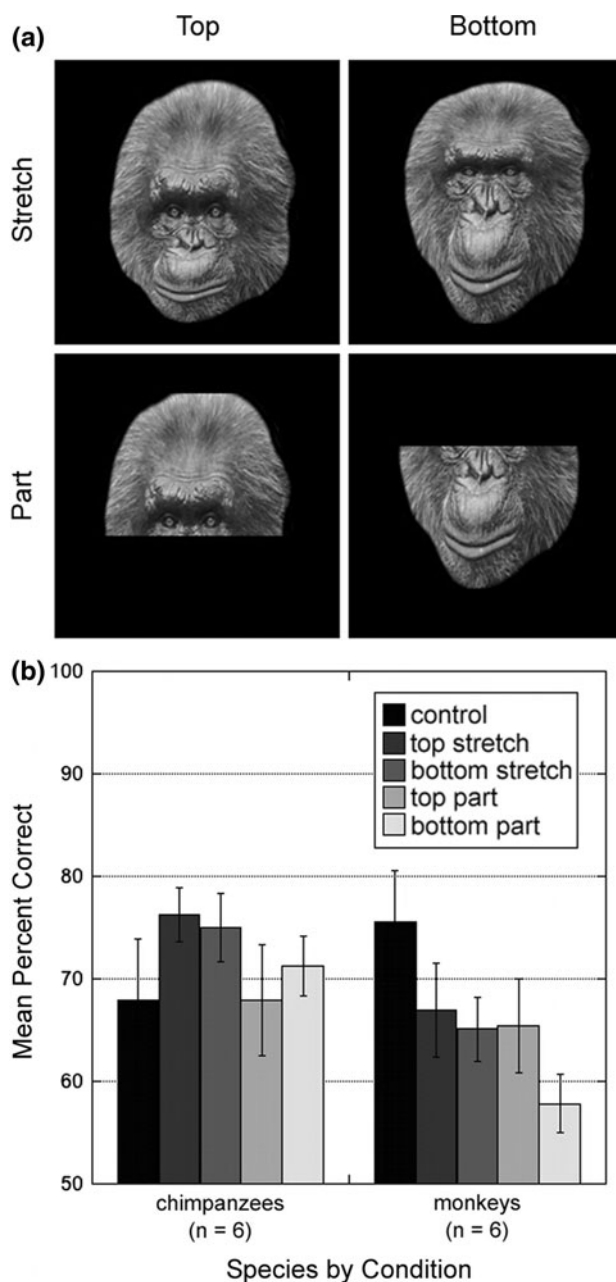 (a)
Top
Bottom
Stretch
Part
(b)
100
90
80
70
60
50
Mean Percent Correct
control
top stretch
bottom stretch
top part
bottom part
chimpanzees
(n = 6)
monkeys
(n = 6)
Species by Condition